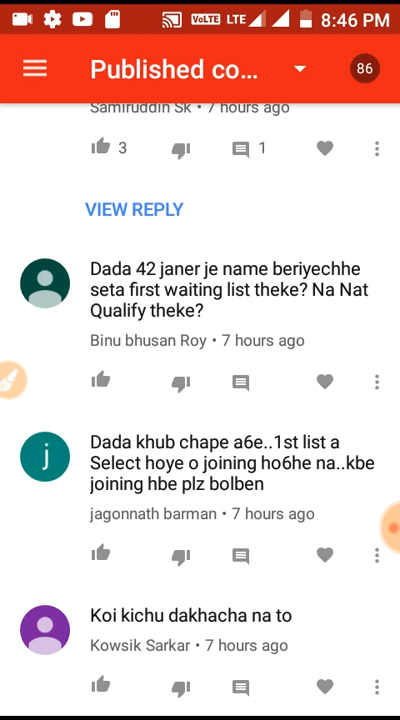 VoLTE LTE 8:46 PM
Published co... 86
Samiruddin Sk • 7 hours ago
3 1
VIEW REPLY
Dada 42 janer je name beriyechhe
seta first waiting list theke? Na Nat
Qualify theke?
Binu bhusan Roy • 7 hours ago
j
Dada khub chape a6e..1st list a
Select hoye o joining ho6he na..kbe
joining hbe plz bolben
jagonnath barman • 7 hours ago
Koi kichu dakhacha na to
Kowsik Sarkar • 7 hours ago